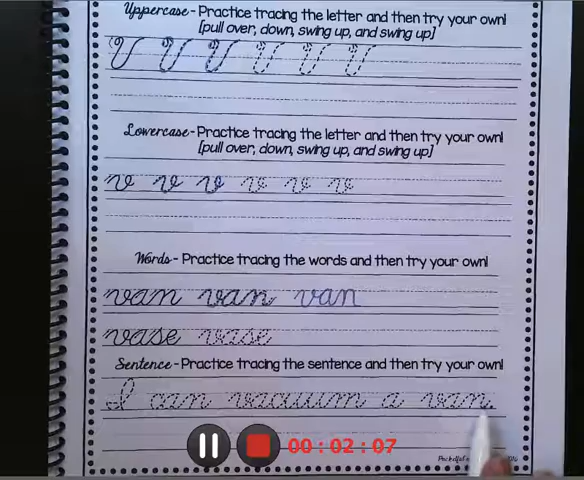 Uppercase - Practice tracing the letter and then try your own!
[pull over, down, swing up, and swing up]
V V V V V V
Lowercase - Practice tracing the letter and then try your own!
[pull over, down, swing up, and swing up]
v v v v v v
Words - Practice tracing the words and then try your own!
van van van
vase vase
Sentence - Practice tracing the sentence and then try your own!
I can vacuum a van.
00:02:07